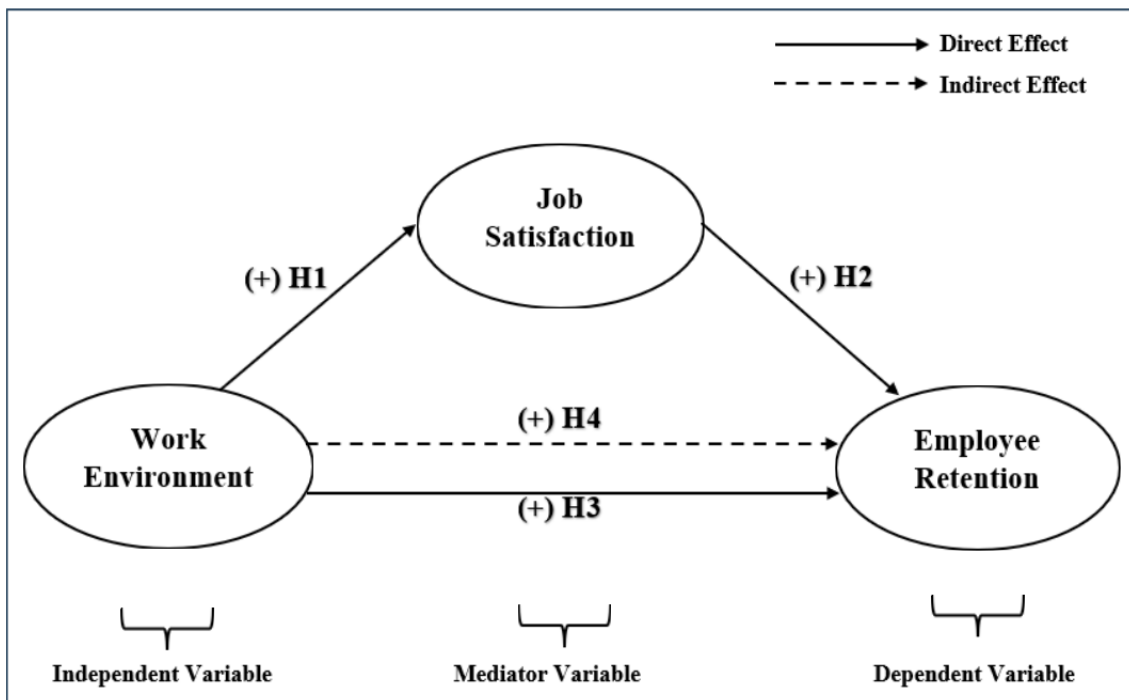 Direct Effect
Indirect Effect
Job
Satisfaction
(+) H1
(+) H2
Work
Environment
(+) H4
(+) H3
Employee
Retention
Independent Variable
Mediator Variable
Dependent Variable